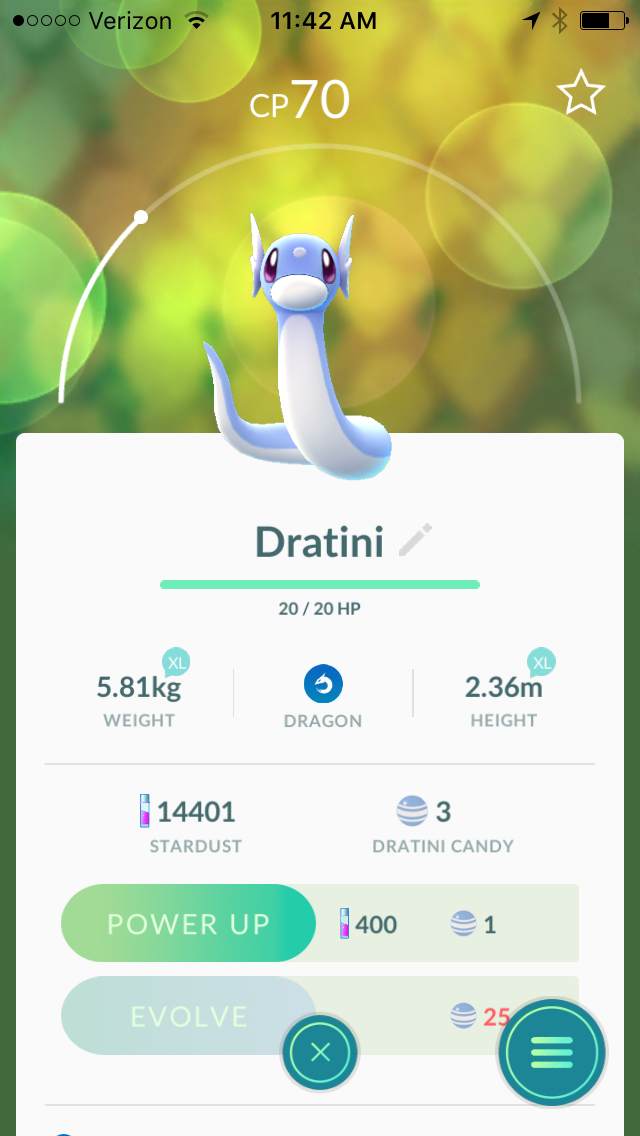 Verizon 11:42 AM
CP70
Dratini
20 / 20 HP
XL XL
5.81kg 2.36m
WEIGHT DRAGON HEIGHT
14401 3
STARDUST DRATINI CANDY
POWER UP 400 1
EVOLVE 25